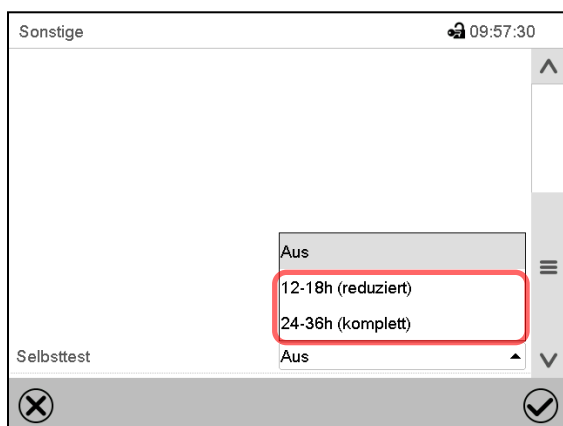 Sonstige 09:57:30
Aus
12-18h (reduziert)
24-36h (komplett)
Selbsttest Aus